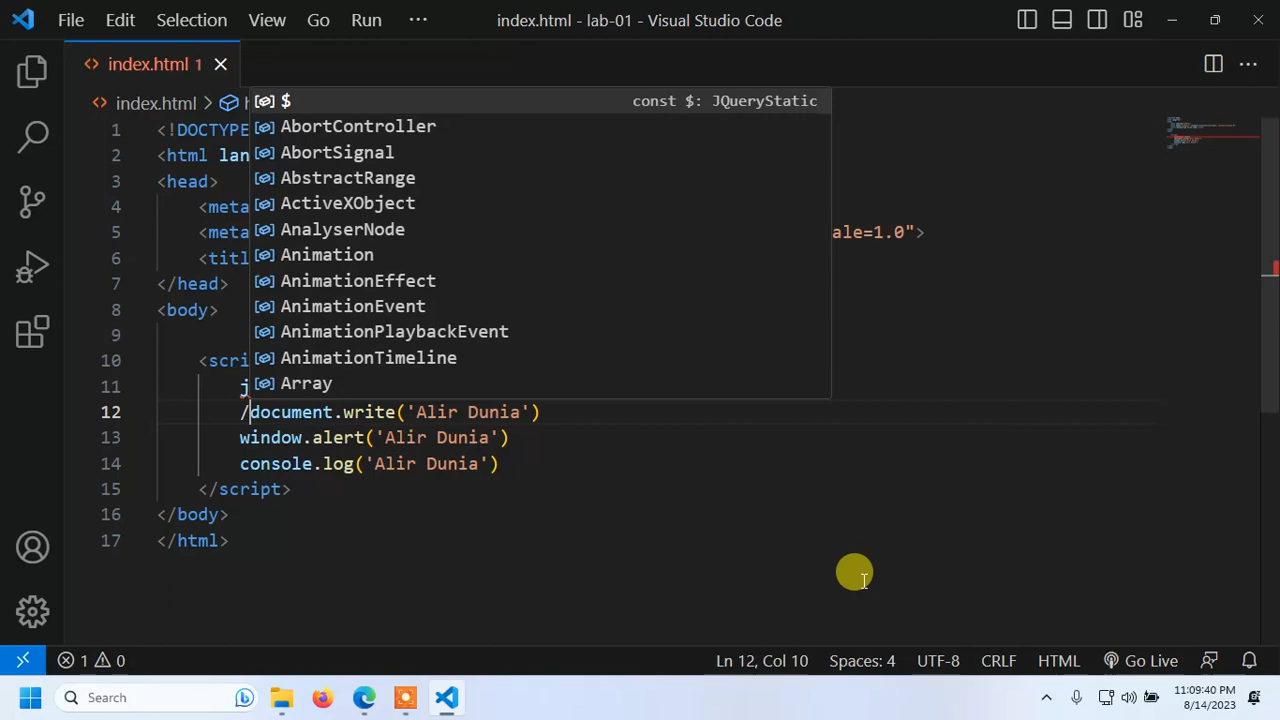 File Edit Selection View Go Run ··· index.html - lab-01 - Visual Studio Code
index.html 1
index.html
$ const $: JQueryStatic
AbortController
AbortSignal
AbstractRange
ActiveXObject
AnalyserNode
Animation
AnimationEffect
AnimationEvent
AnimationPlaybackEvent
AnimationTimeline
Array
1 <!DOCTYPE
2 <html lan
3 <head>
4 <meta
5 <meta ale=1.0">
6 <titl
7 </head>
8 <body>
9
10 <scri
11 j
12 /document.write('Alir Dunia')
13 window.alert('Alir Dunia')
14 console.log('Alir Dunia')
15 </script>
16 </body>
17 </html>
1 0 Ln 12, Col 10 Spaces: 4 UTF-8 CRLF HTML Go Live
Search 11:09:40 PM
8/14/2023